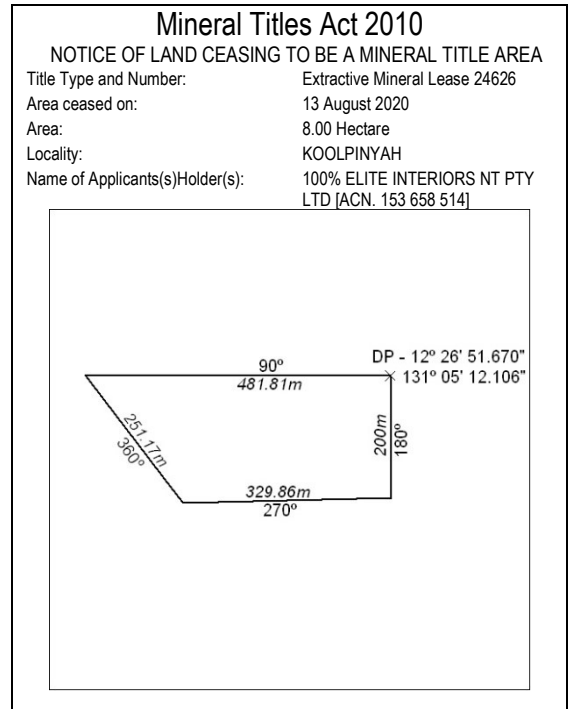 Mineral Titles Act 2010
NOTICE OF LAND CEASING TO BE A MINERAL TITLE AREA
Title Type and Number: Extractive Mineral Lease 24626
Area ceased on: 13 August 2020
Area: 8.00 Hectare
Locality: KOOLPINYAH
Name of Applicants(s)Holder(s): 100% ELITE INTERIORS NT PTY
LTD [ACN. 153 658 514]
DP - 12º 26' 51.670"
131º 05' 12.106"
90º
481.81m
251.17m
360º
200m
180º
329.86m
270º